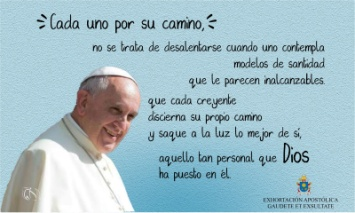 Cada uno por su camino,
no se trata de desalentarse cuando uno contempla
modelos de santidad
que le parecen inalcanzables.
que cada creyente
discierna su propio camino
y saque a la luz lo mejor de sí,
aquello tan personal que Dios
ha puesto en él.
EXHORTACIÓN APOSTÓLICA
GAUDETE ET EXSULTATE